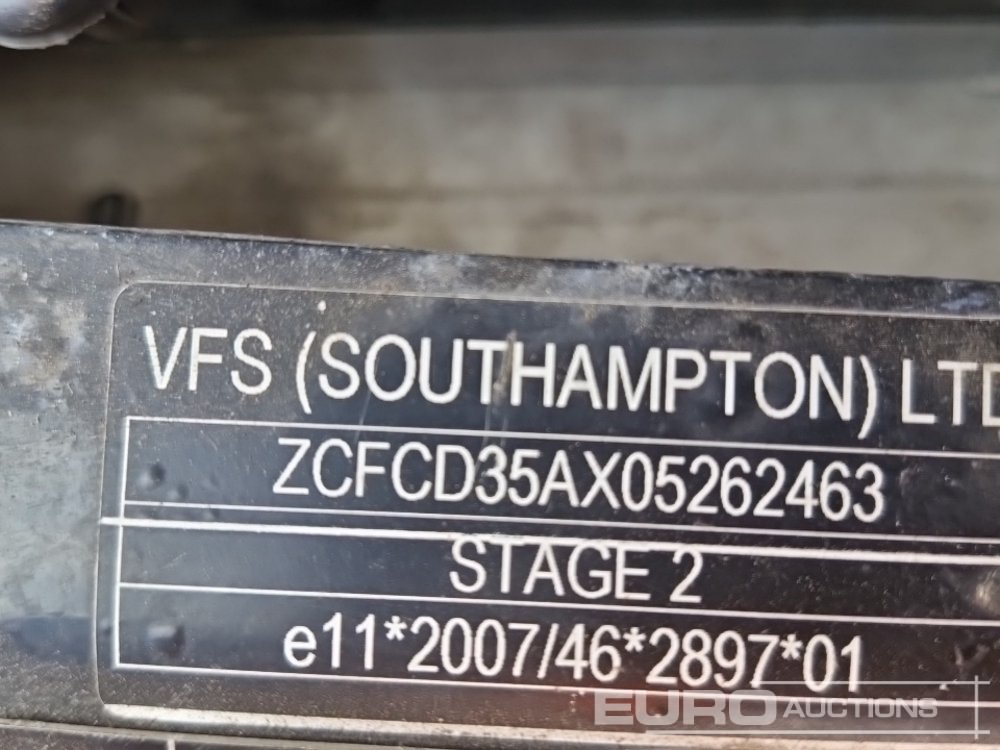 VFS (SOUTHAMPTON) LTD
ZCFCD35AX05262463
STAGE 2
e11*2007/46*2897*01
EURO AUCTIONS